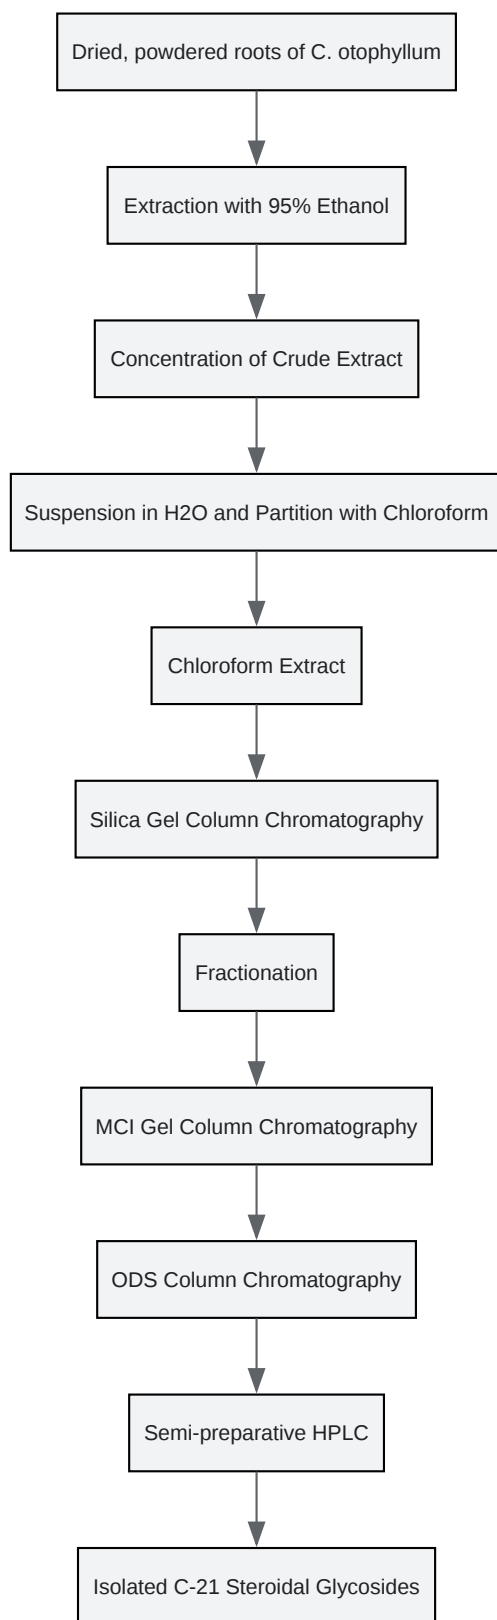 Dried, powdered roots of C. otophyllum
Extraction with 95% Ethanol
Concentration of Crude Extract
Suspension in H2O and Partition with Chloroform
Chloroform Extract
Silica Gel Column Chromatography
Fractionation
MCI Gel Column Chromatography
ODS Column Chromatography
Semi-preparative HPLC
Isolated C-21 Steroidal Glycosides